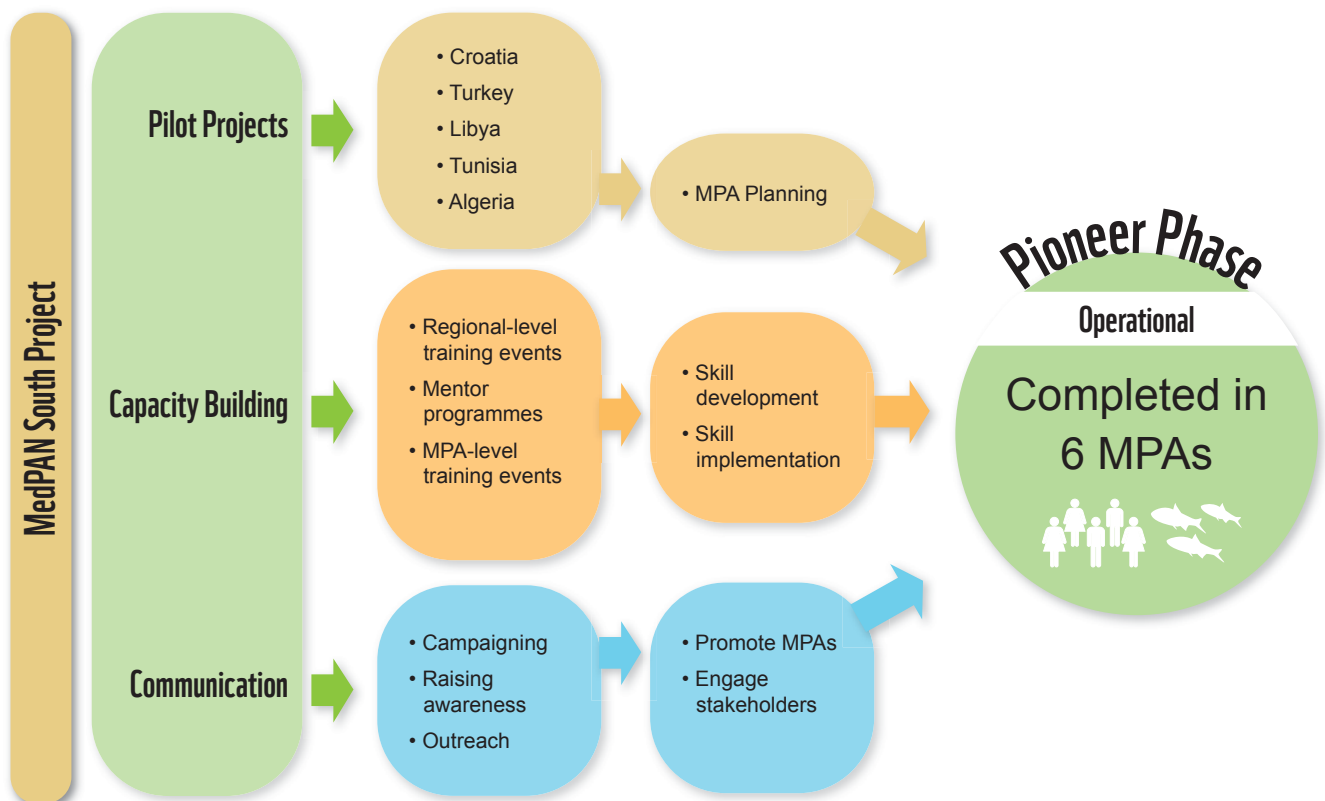 MedPAN South Project
Pilot Projects
• Croatia
• Turkey
• Libya
• Tunisia
• Algeria
• MPA Planning
Capacity Building
• Regional-level
training events
• Mentor
programmes
• MPA-level
training events
• Skill
development
• Skill
implementation
Communication
• Campaigning
• Raising
awareness
• Outreach
• Promote MPAs
• Engage
stakeholders
Pioneer Phase
Operational
Completed in
6 MPAs